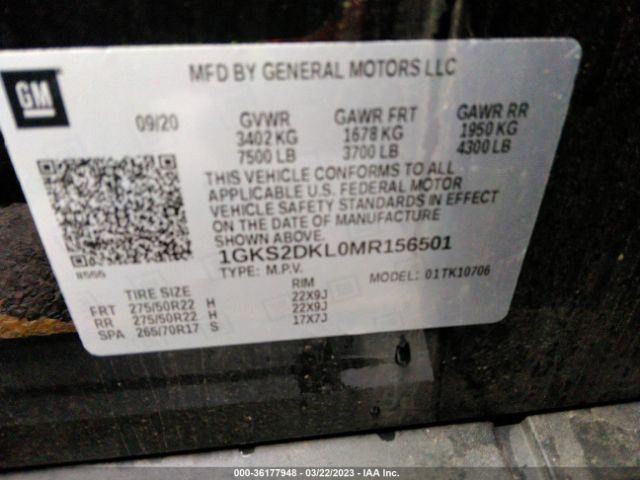 GM
MFD BY GENERAL MOTORS LLC
09/20 GVWR GAWR FRT GAWR RR
3402 KG 1678 KG 1950 KG
7500 LB 3700 LB 4300 LB
THIS VEHICLE CONFORMS TO ALL
APPLICABLE U.S. FEDERAL MOTOR
VEHICLE SAFETY STANDARDS IN EFFECT
ON THE DATE OF MANUFACTURE
SHOWN ABOVE.
1GKS2DKL0MR156501
TYPE: M.P.V. MODEL: 01TK10706
TIRE SIZE RIM
FRT 275/50R22 H 22X9J
RR 275/50R22 H 22X9J
SPA 265/70R17 S 17X7J
000-36177948 - 03/22/2023 - IAA Inc.